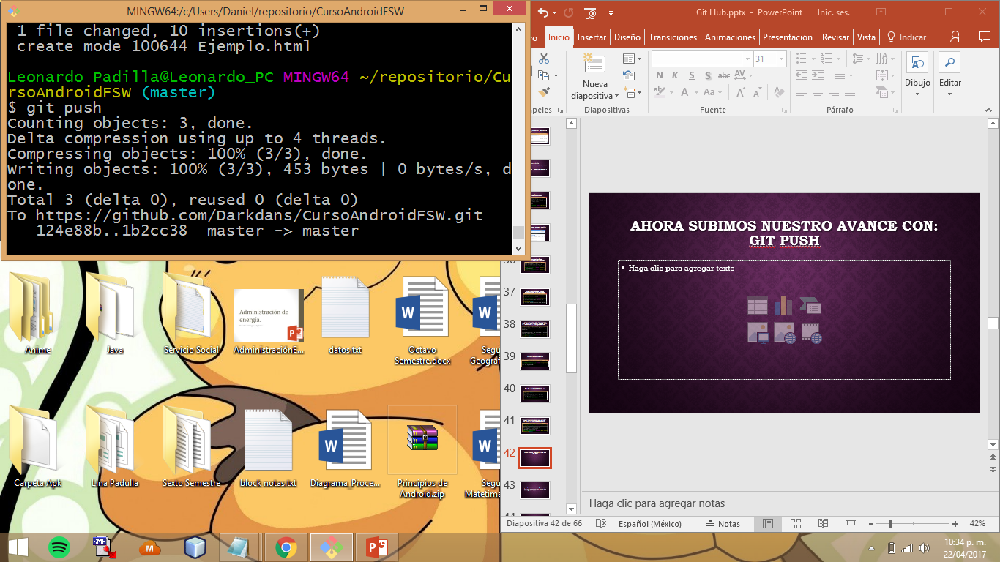 MINGW64:/c/Users/Daniel/repositorio/CursoAndroidFSW
1 file changed, 10 insertions(+)
create mode 100644 Ejemplo.html
Leonardo Padilla@Leonardo_PC MINGW64 ~/repositorio/Cu
rsoAndroidFSW (master)
$ git push
Counting objects: 3, done.
Delta compression using up to 4 threads.
Compressing objects: 100% (3/3), done.
Writing objects: 100% (3/3), 453 bytes | 0 bytes/s, d
one.
Total 3 (delta 0), reused 0 (delta 0)
To https://github.com/Darkdans/CursoAndroidFSW.git
124e88b..1b2cc38 master -> master
Git Hub.pptx - PowerPoint
Inic. ses.
vo Inicio Insertar Diseño Transiciones Animaciones Presentación Revisar Vista Indicar
31
N K S S abc AV
A Aa A A
Nueva
diapositiva
Dibujo
Editar
apeles Diapositivas Fuente Párrafo
37
38
39
40
41
42
43
AHORA SUBIMOS NUESTRO AVANCE CON:
GIT PUSH
• Haga clic para agregar texto
Haga clic para agregar notas
Diapositiva 42 de 66 Español (México) Notas 42%
Administración de
energía.
Anime
Java
Servicio Social
AdministraciónE...
datos.txt
Octavo
Semestre.docx
Segu
Geográf
Carpeta Apk
Lina Padulla
Sexto Semestre
block notas.txt
Diagrama_Proce...
Principios de
Android.zip
Segu
Matetima
SMF
10:34 p. m.
22/04/2017